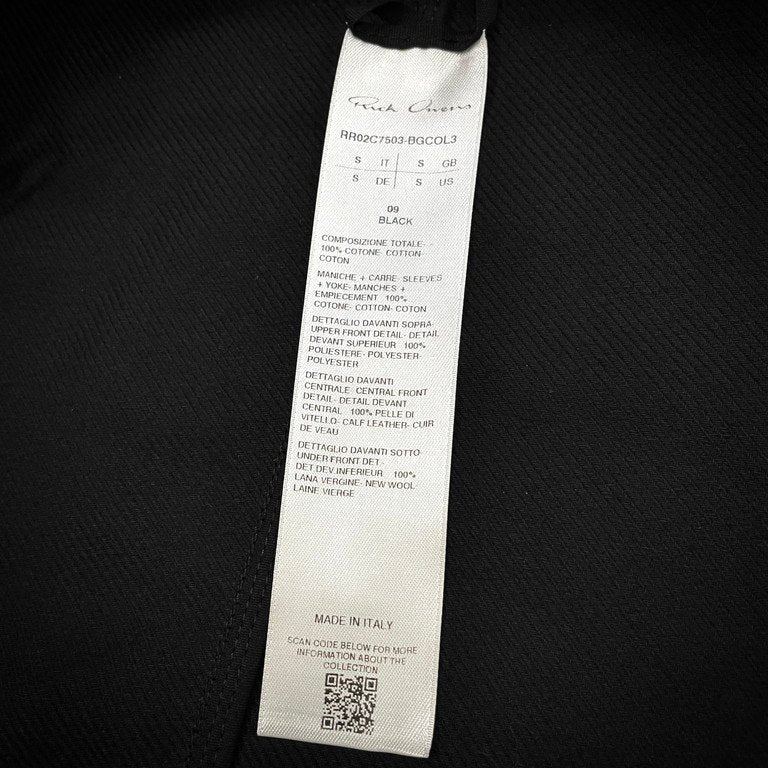 Rick Owens
RR02C7503-BGCOL3
S IT S GB
S DE S US
09
BLACK
COMPOSIZIONE TOTALE- -
100% COTONE- COTTON-
COTON
MANICHE + CARRE- SLEEVES
+ YOKE- MANCHES +
EMPIECEMENT 100%
COTONE- COTTON- COTON
DETTAGLIO DAVANTI SOPRA-
UPPER FRONT DETAIL- DETAIL
DEVANT SUPERIEUR 100%
POLIESTERE- POLYESTER-
POLYESTER
DETTAGLIO DAVANTI
CENTRALE- CENTRAL FRONT
DETAIL- DETAIL DEVANT
CENTRAL 100% PELLE DI
VITELLO- CALF LEATHER- CUIR
DE VEAU
DETTAGLIO DAVANTI SOTTO-
UNDER FRONT DET.-
DET.DEV.INFERIEUR 100%
LANA VERGINE- NEW WOOL-
LAINE VIERGE
MADE IN ITALY
SCAN CODE BELOW FOR MORE
INFORMATION ABOUT THE
COLLECTION